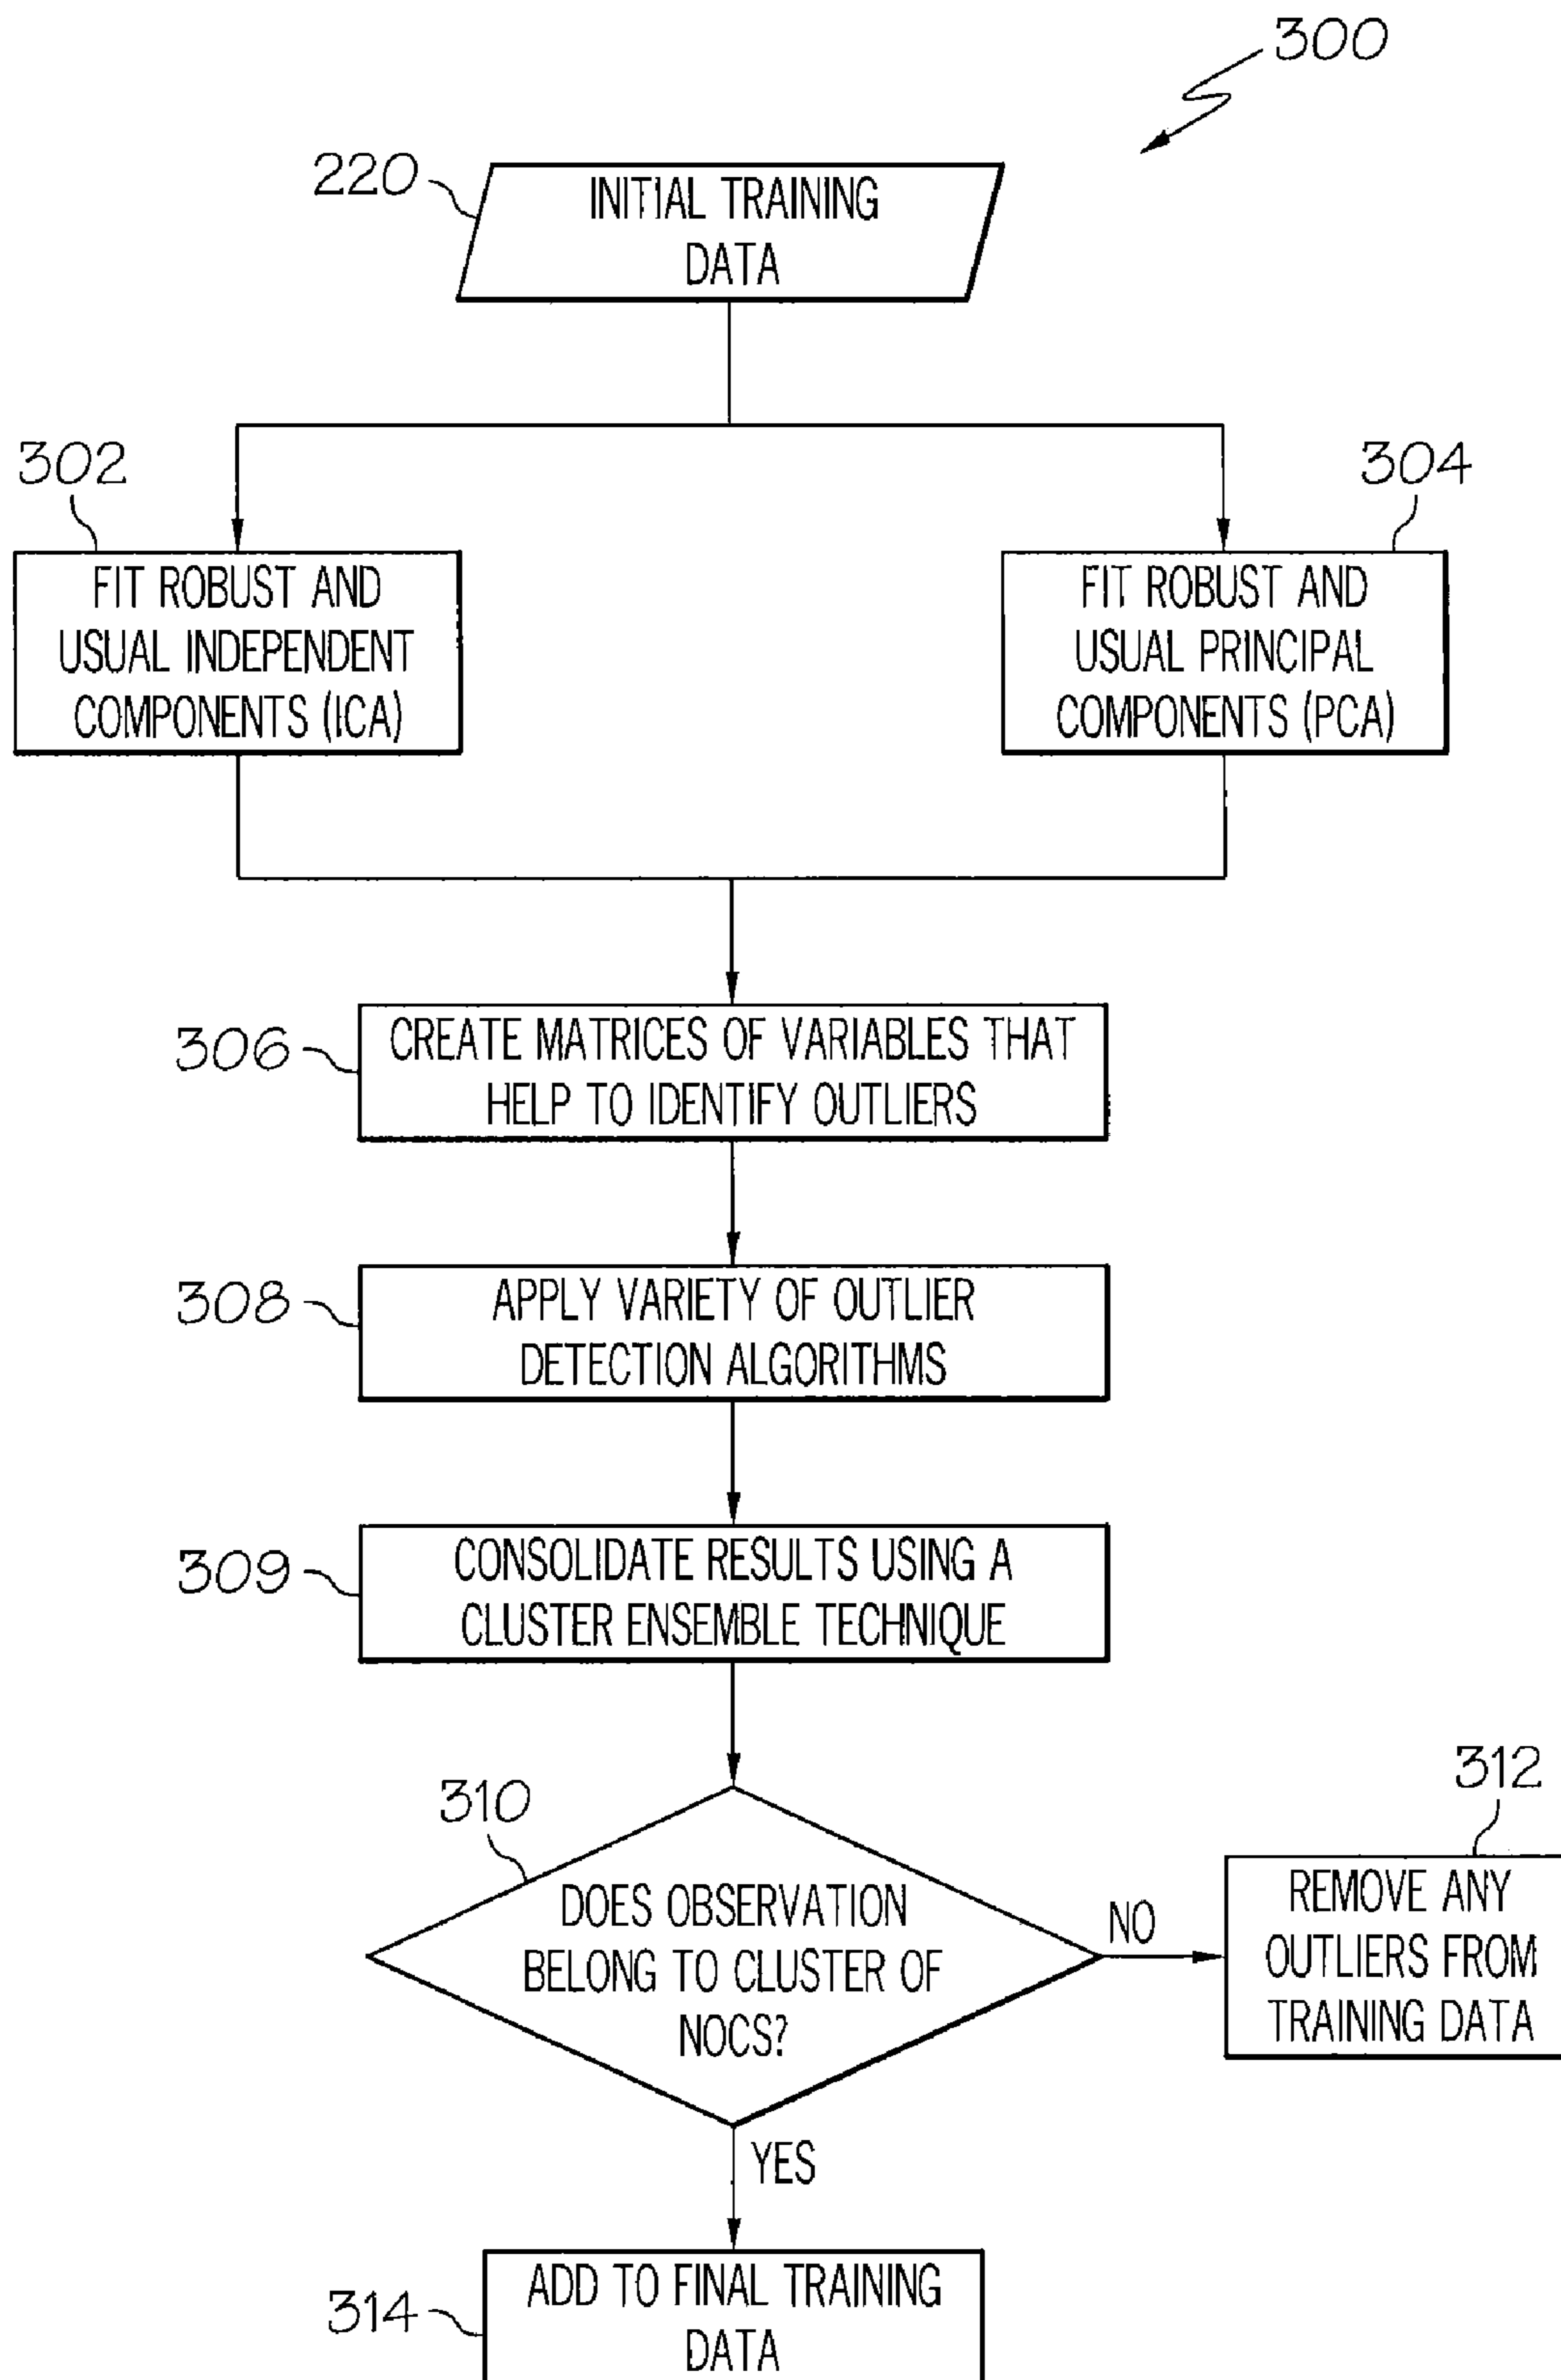 300
220
INITIAL TRAINING
DATA
302
304
FIT ROBUST AND
USUAL INDEPENDENT
COMPONENTS (ICA)
FIT ROBUST AND
USUAL PRINCIPAL
COMPONENTS (PCA)
306
CREATE MATRICES OF VARIABLES THAT
HELP TO IDENTIFY OUTLIERS
308
APPLY VARIETY OF OUTLIER
DETECTION ALGORITHMS
309
CONSOLIDATE RESULTS USING A
CLUSTER ENSEMBLE TECHNIQUE
310
DOES OBSERVATION
BELONG TO CLUSTER OF
NOCS?
NO
312
REMOVE ANY
OUTLIERS FROM
TRAINING DATA
YES
314
ADD TO FINAL TRAINING
DATA